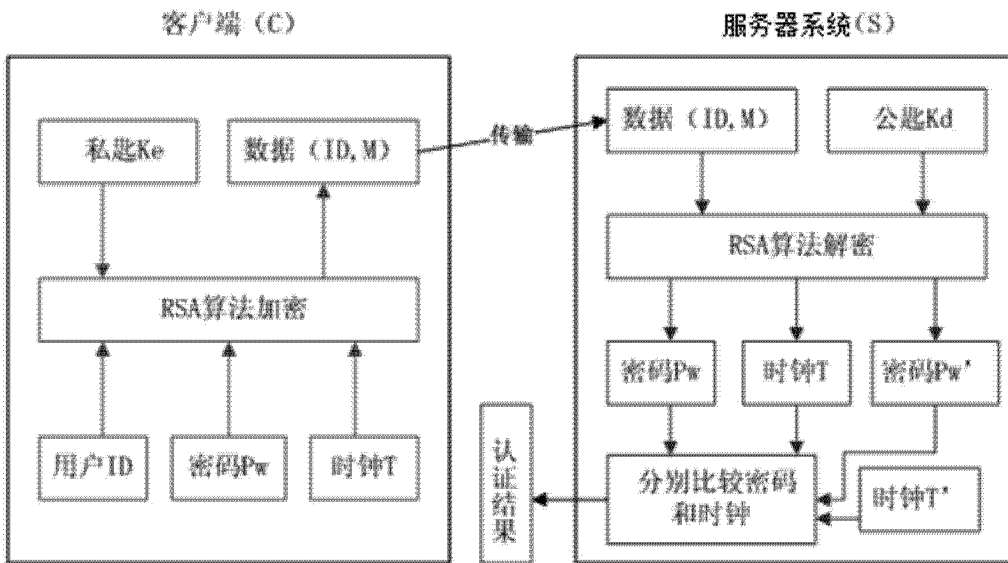 客户端（C）
服务器系统(S)
私匙Ke
数据（ID,M）
传输
数据（ID,M）
公匙Kd
RSA算法加密
RSA算法解密
密码Pw
时钟T
密码Pw'
用户ID
密码Pw
时钟T
认证结果
分别比较密码
和时钟
时钟T'